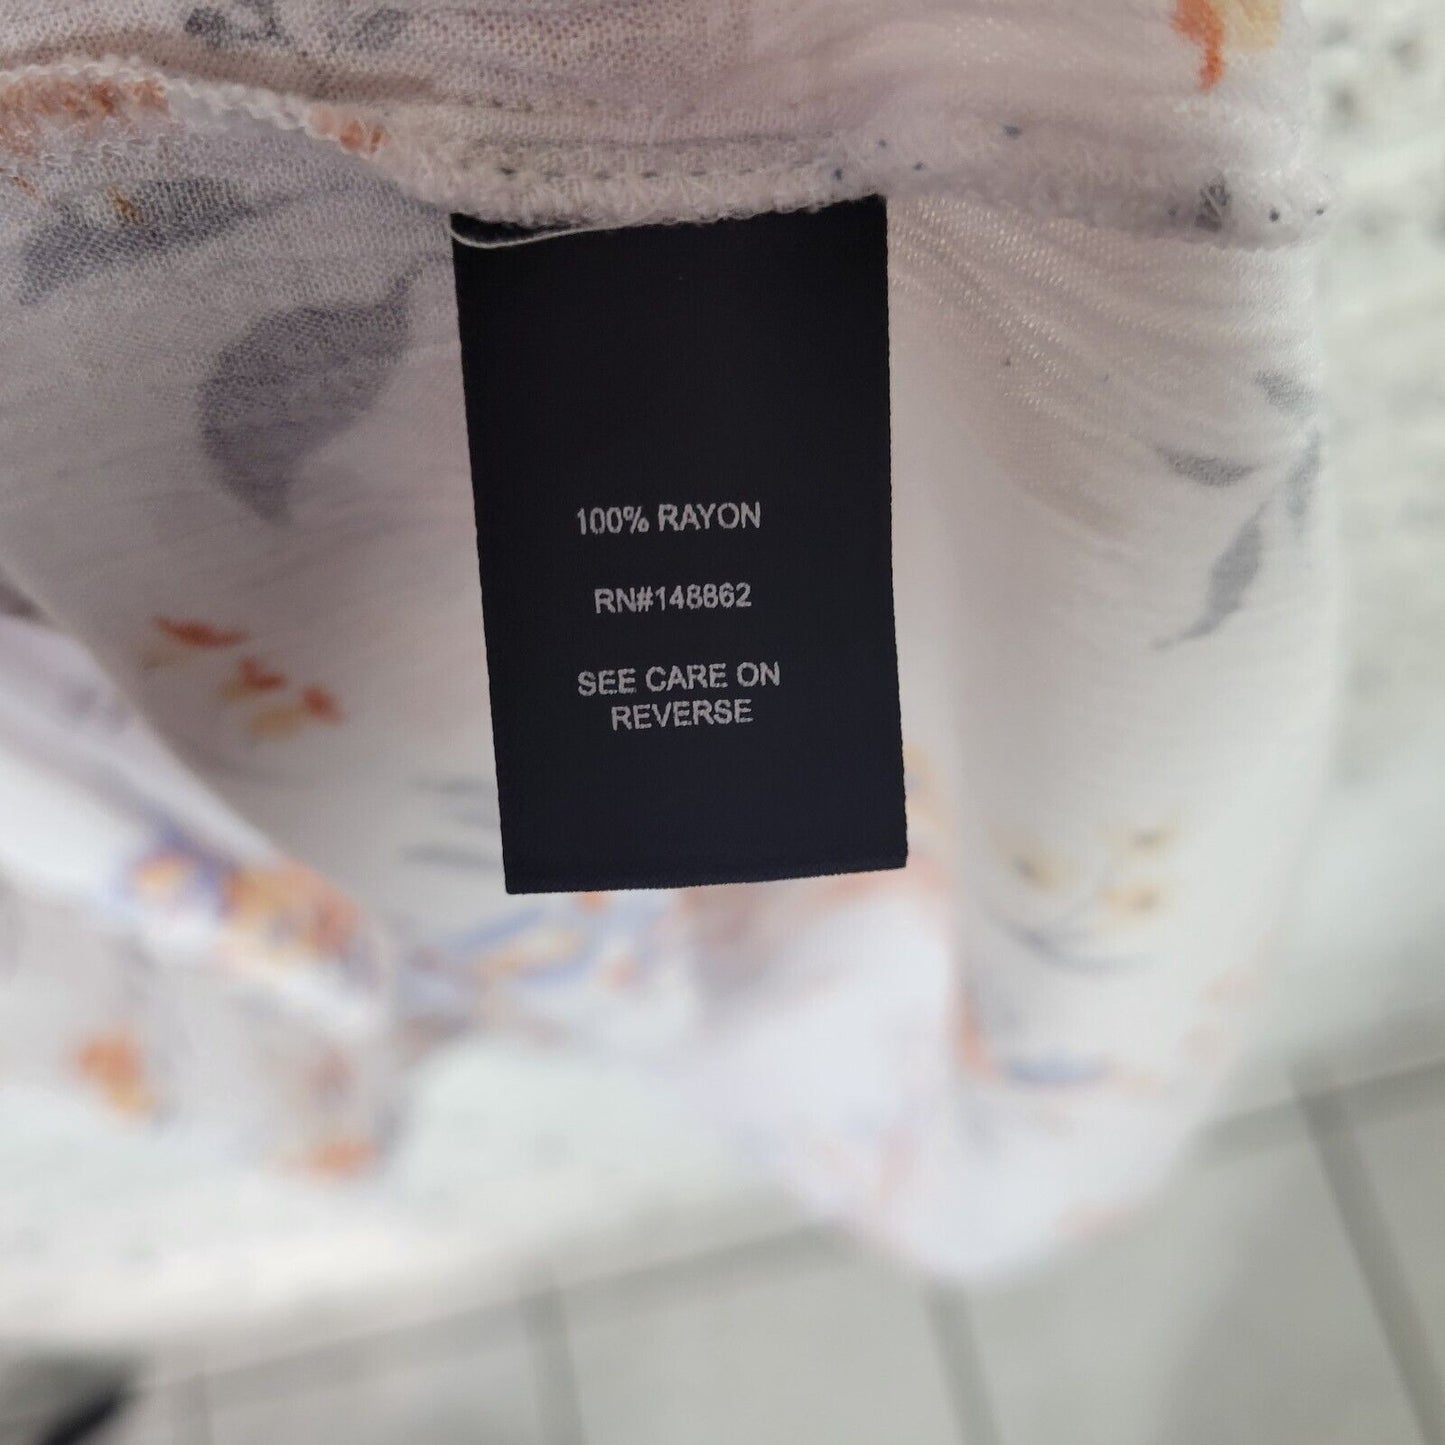 100% RAYON
RN#148862
SEE CARE ON
REVERSE